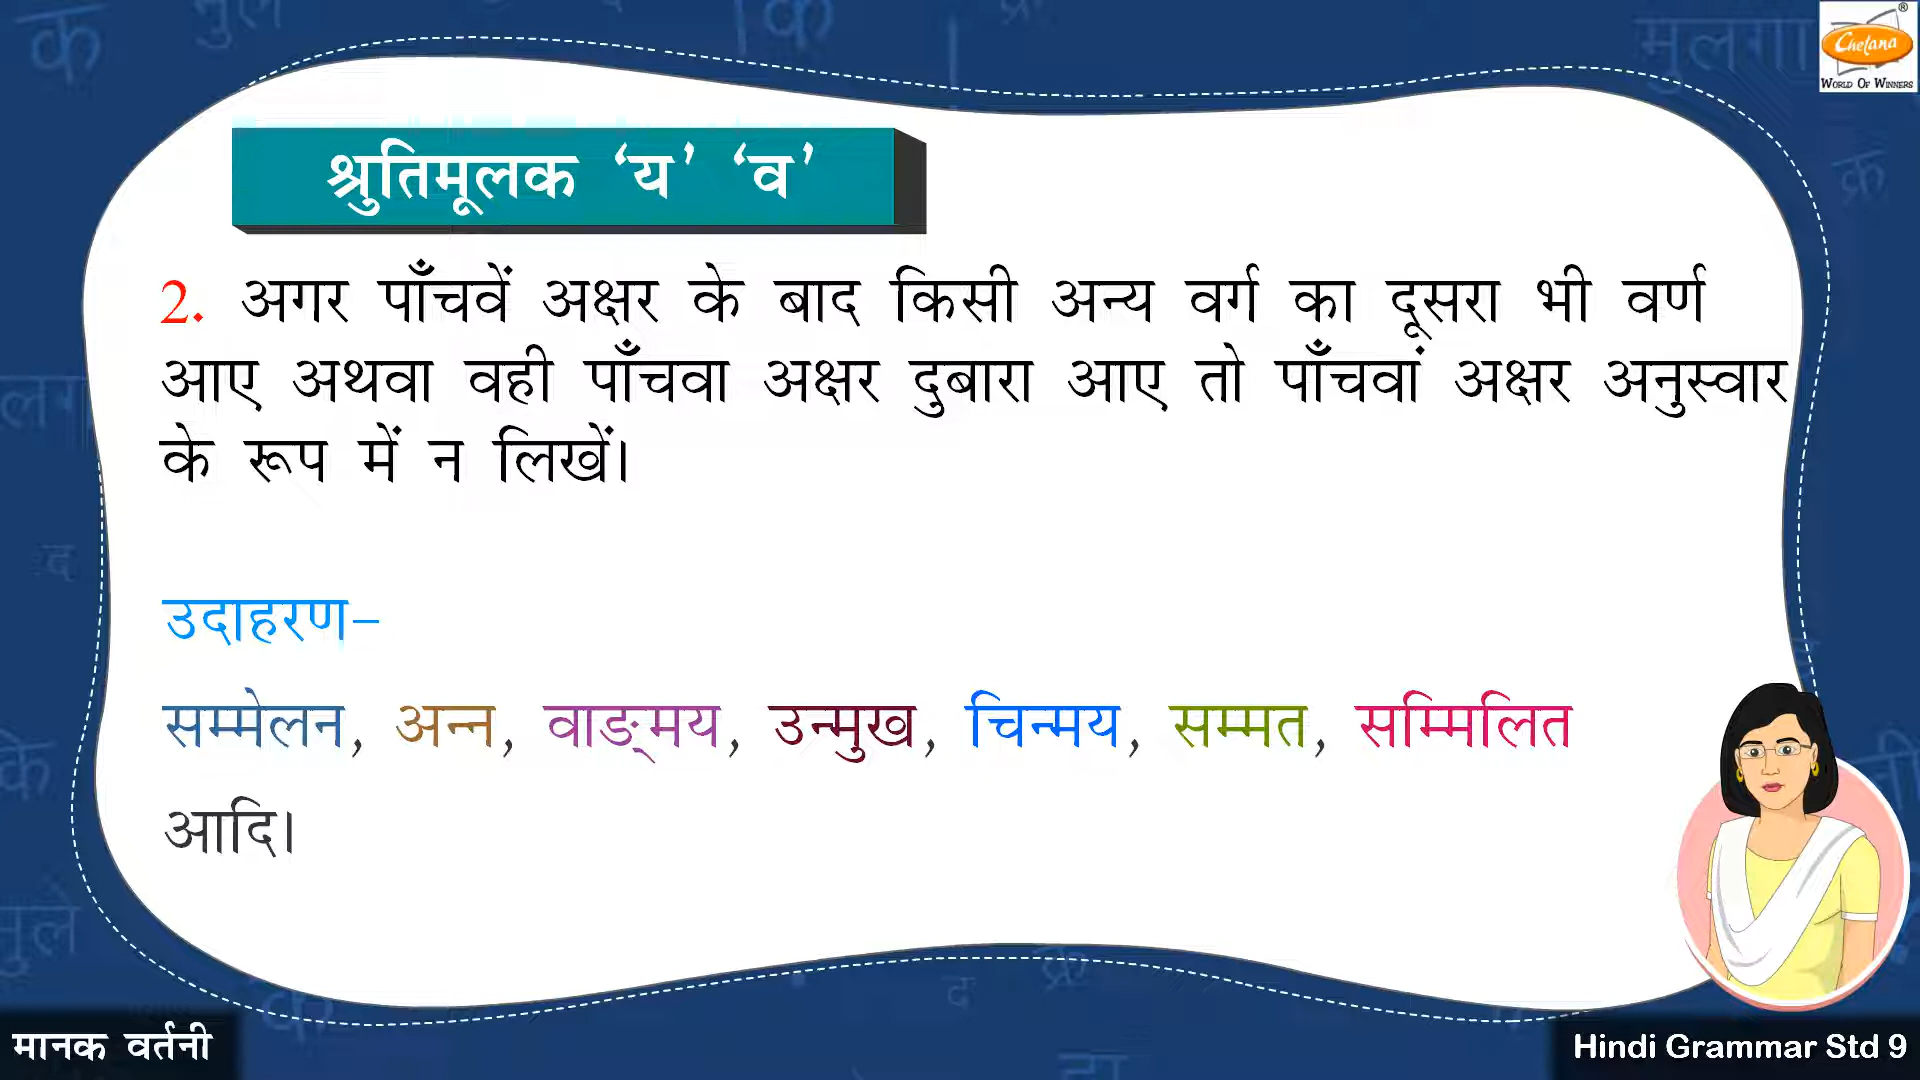 Chetana
WORLD OF WINNERS
श्रुतिमूलक ‘य’ ‘व’
2. अगर पाँचवें अक्षर के बाद किसी अन्य वर्ग का दूसरा भी वर्ण
आए अथवा वही पाँचवा अक्षर दुबारा आए तो पाँचवां अक्षर अनुस्वार
के रूप में न लिखें।
उदाहरण–
सम्मेलन, अन्न, वाङ्मय, उन्मुख, चिन्मय, सम्मत, सम्मिलित
आदि।
मानक वर्तनी
Hindi Grammar Std 9